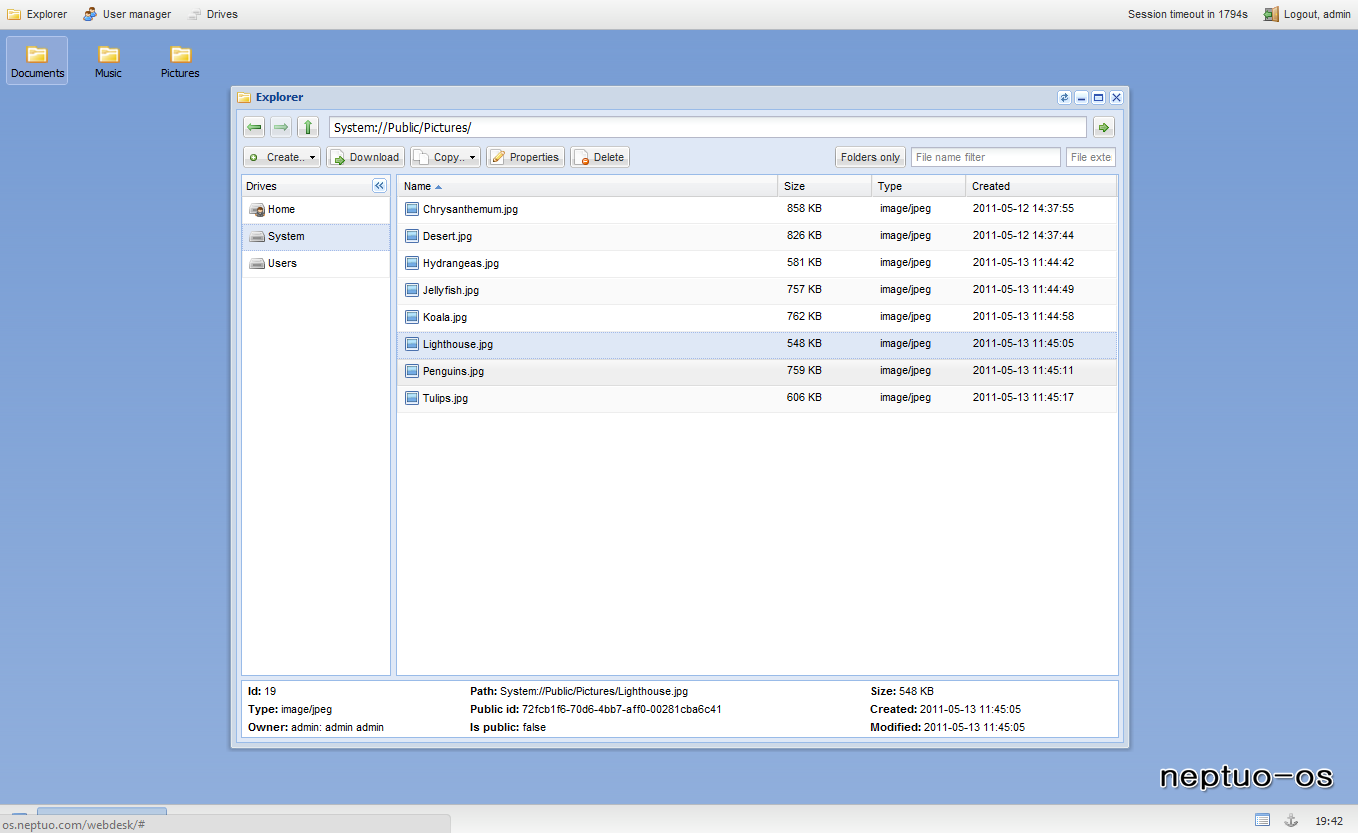 Explorer User manager Drives Session timeout in 1794s Logout, admin
Documents Music Pictures
Explorer
System://Public/Pictures/
Create.. Download Copy.. Properties Delete Folders only File name filter File exte
Drives Name Size Type Created
Home Chrysanthemum.jpg 858 KB image/jpeg 2011-05-12 14:37:55
System Desert.jpg 826 KB image/jpeg 2011-05-12 14:37:44
Users Hydrangeas.jpg 581 KB image/jpeg 2011-05-13 11:44:42
Jellyfish.jpg 757 KB image/jpeg 2011-05-13 11:44:49
Koala.jpg 762 KB image/jpeg 2011-05-13 11:44:58
Lighthouse.jpg 548 KB image/jpeg 2011-05-13 11:45:05
Penguins.jpg 759 KB image/jpeg 2011-05-13 11:45:11
Tulips.jpg 606 KB image/jpeg 2011-05-13 11:45:17
Id: 19 Path: System://Public/Pictures/Lighthouse.jpg Size: 548 KB
Type: image/jpeg Public id: 72fcb1f6-70d6-4bb7-aff0-00281cba6c41 Created: 2011-05-13 11:45:05
Owner: admin: admin admin Is public: false Modified: 2011-05-13 11:45:05
neptuo-os
os.neptuo.com/webdesk/# 19:42